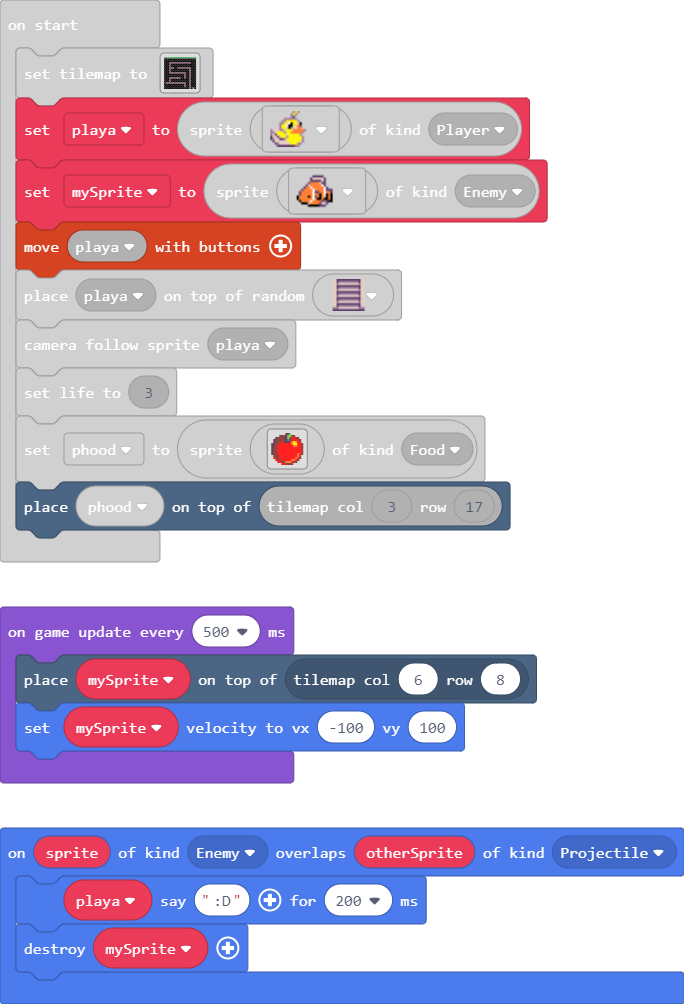 on start
set tilemap to
set playa to sprite of kind Player
set mySprite to sprite of kind Enemy
move playa with buttons
place playa on top of random
camera follow sprite playa
set life to 3
set phood to sprite of kind Food
place phood on top of tilemap col 3 row 17
on game update every 500 ms
place mySprite on top of tilemap col 6 row 8
set mySprite velocity to vx -100 vy 100
on sprite of kind Enemy overlaps otherSprite of kind Projectile
playa say ":D" for 200 ms
destroy mySprite